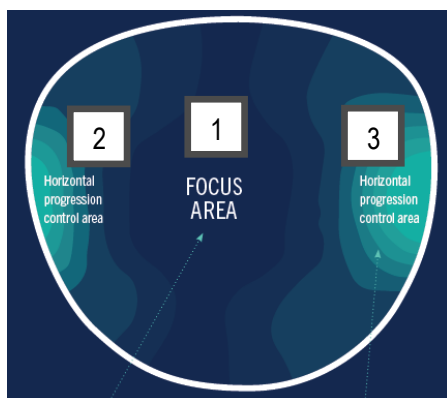 1
2
3
FOCUS
AREA
Horizontal
progression
control area
Horizontal
progression
control area